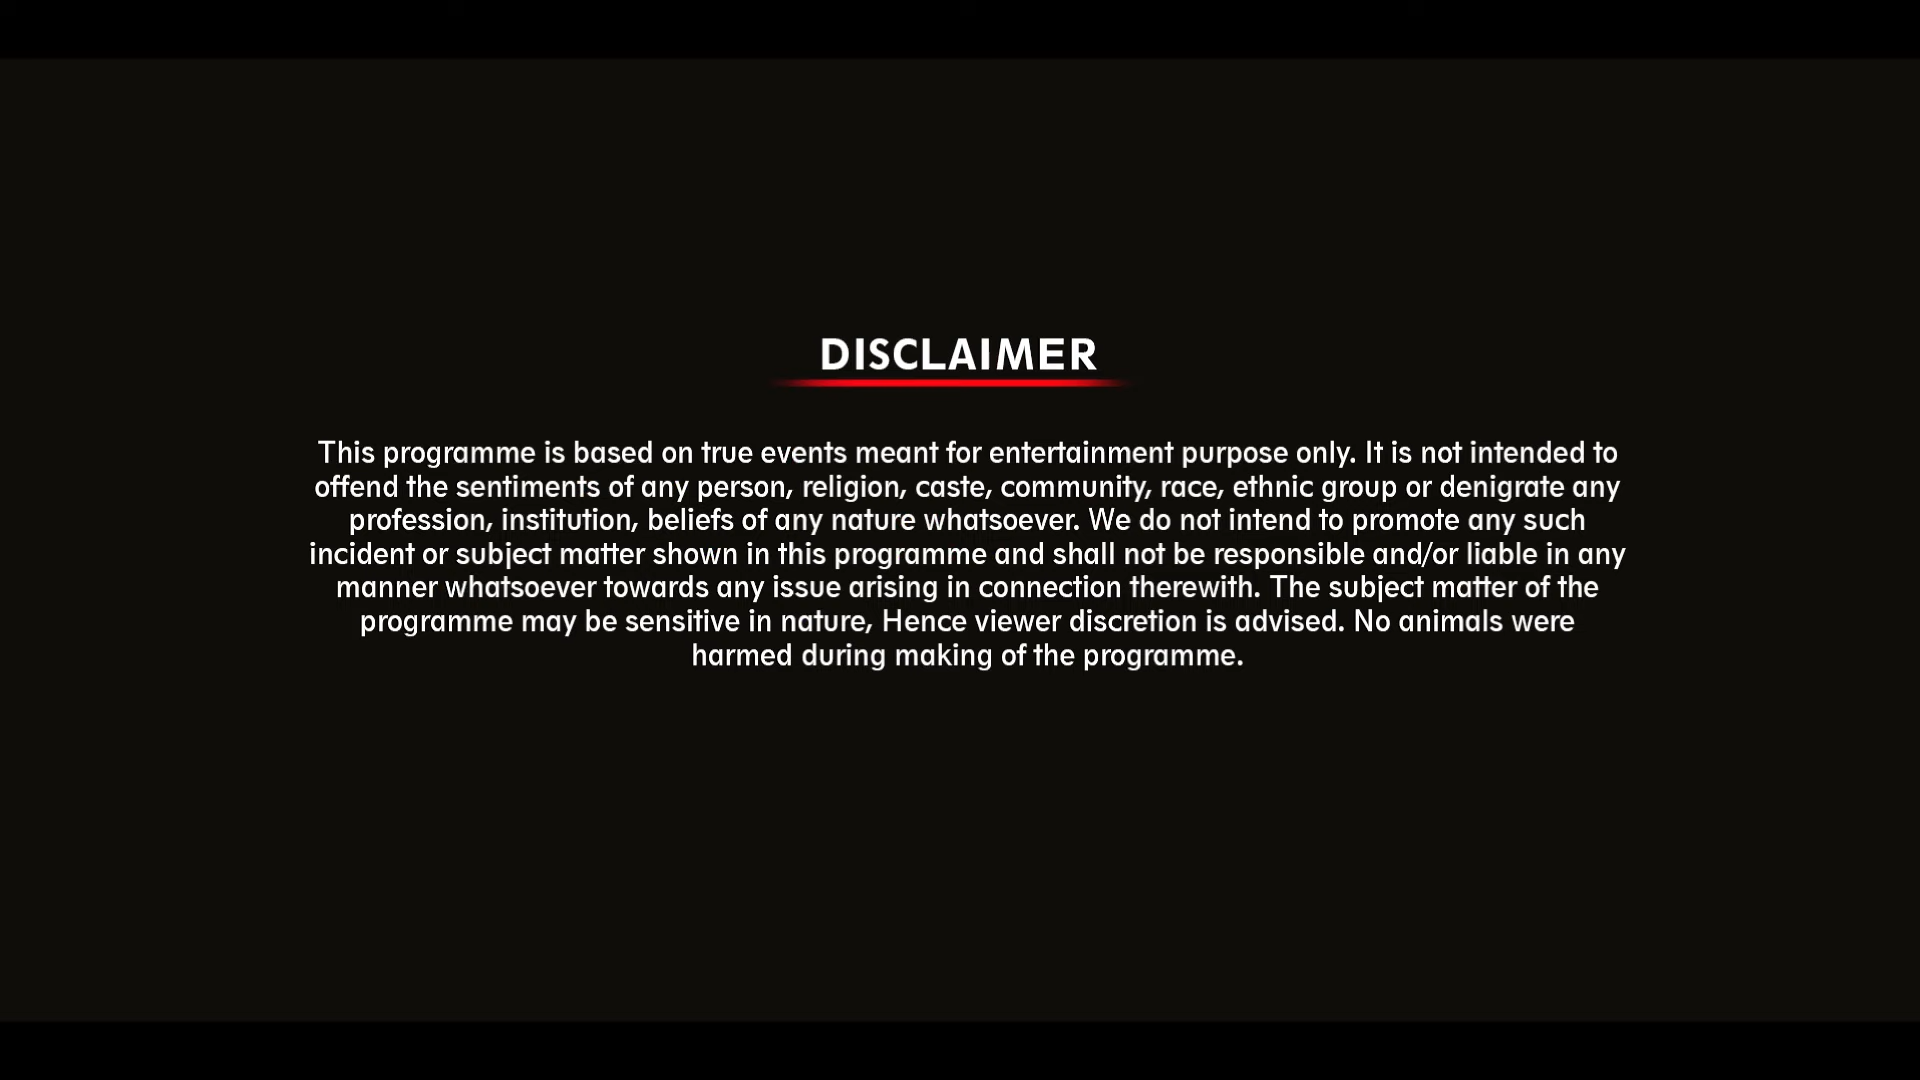 DISCLAIMER
This programme is based on true events meant for entertainment purpose only. It is not intended to
offend the sentiments of any person, religion, caste, community, race, ethnic group or denigrate any
profession, institution, beliefs of any nature whatsoever. We do not intend to promote any such
incident or subject matter shown in this programme and shall not be responsible and/or liable in any
manner whatsoever towards any issue arising in connection therewith. The subject matter of the
programme may be sensitive in nature, Hence viewer discretion is advised. No animals were
harmed during making of the programme.